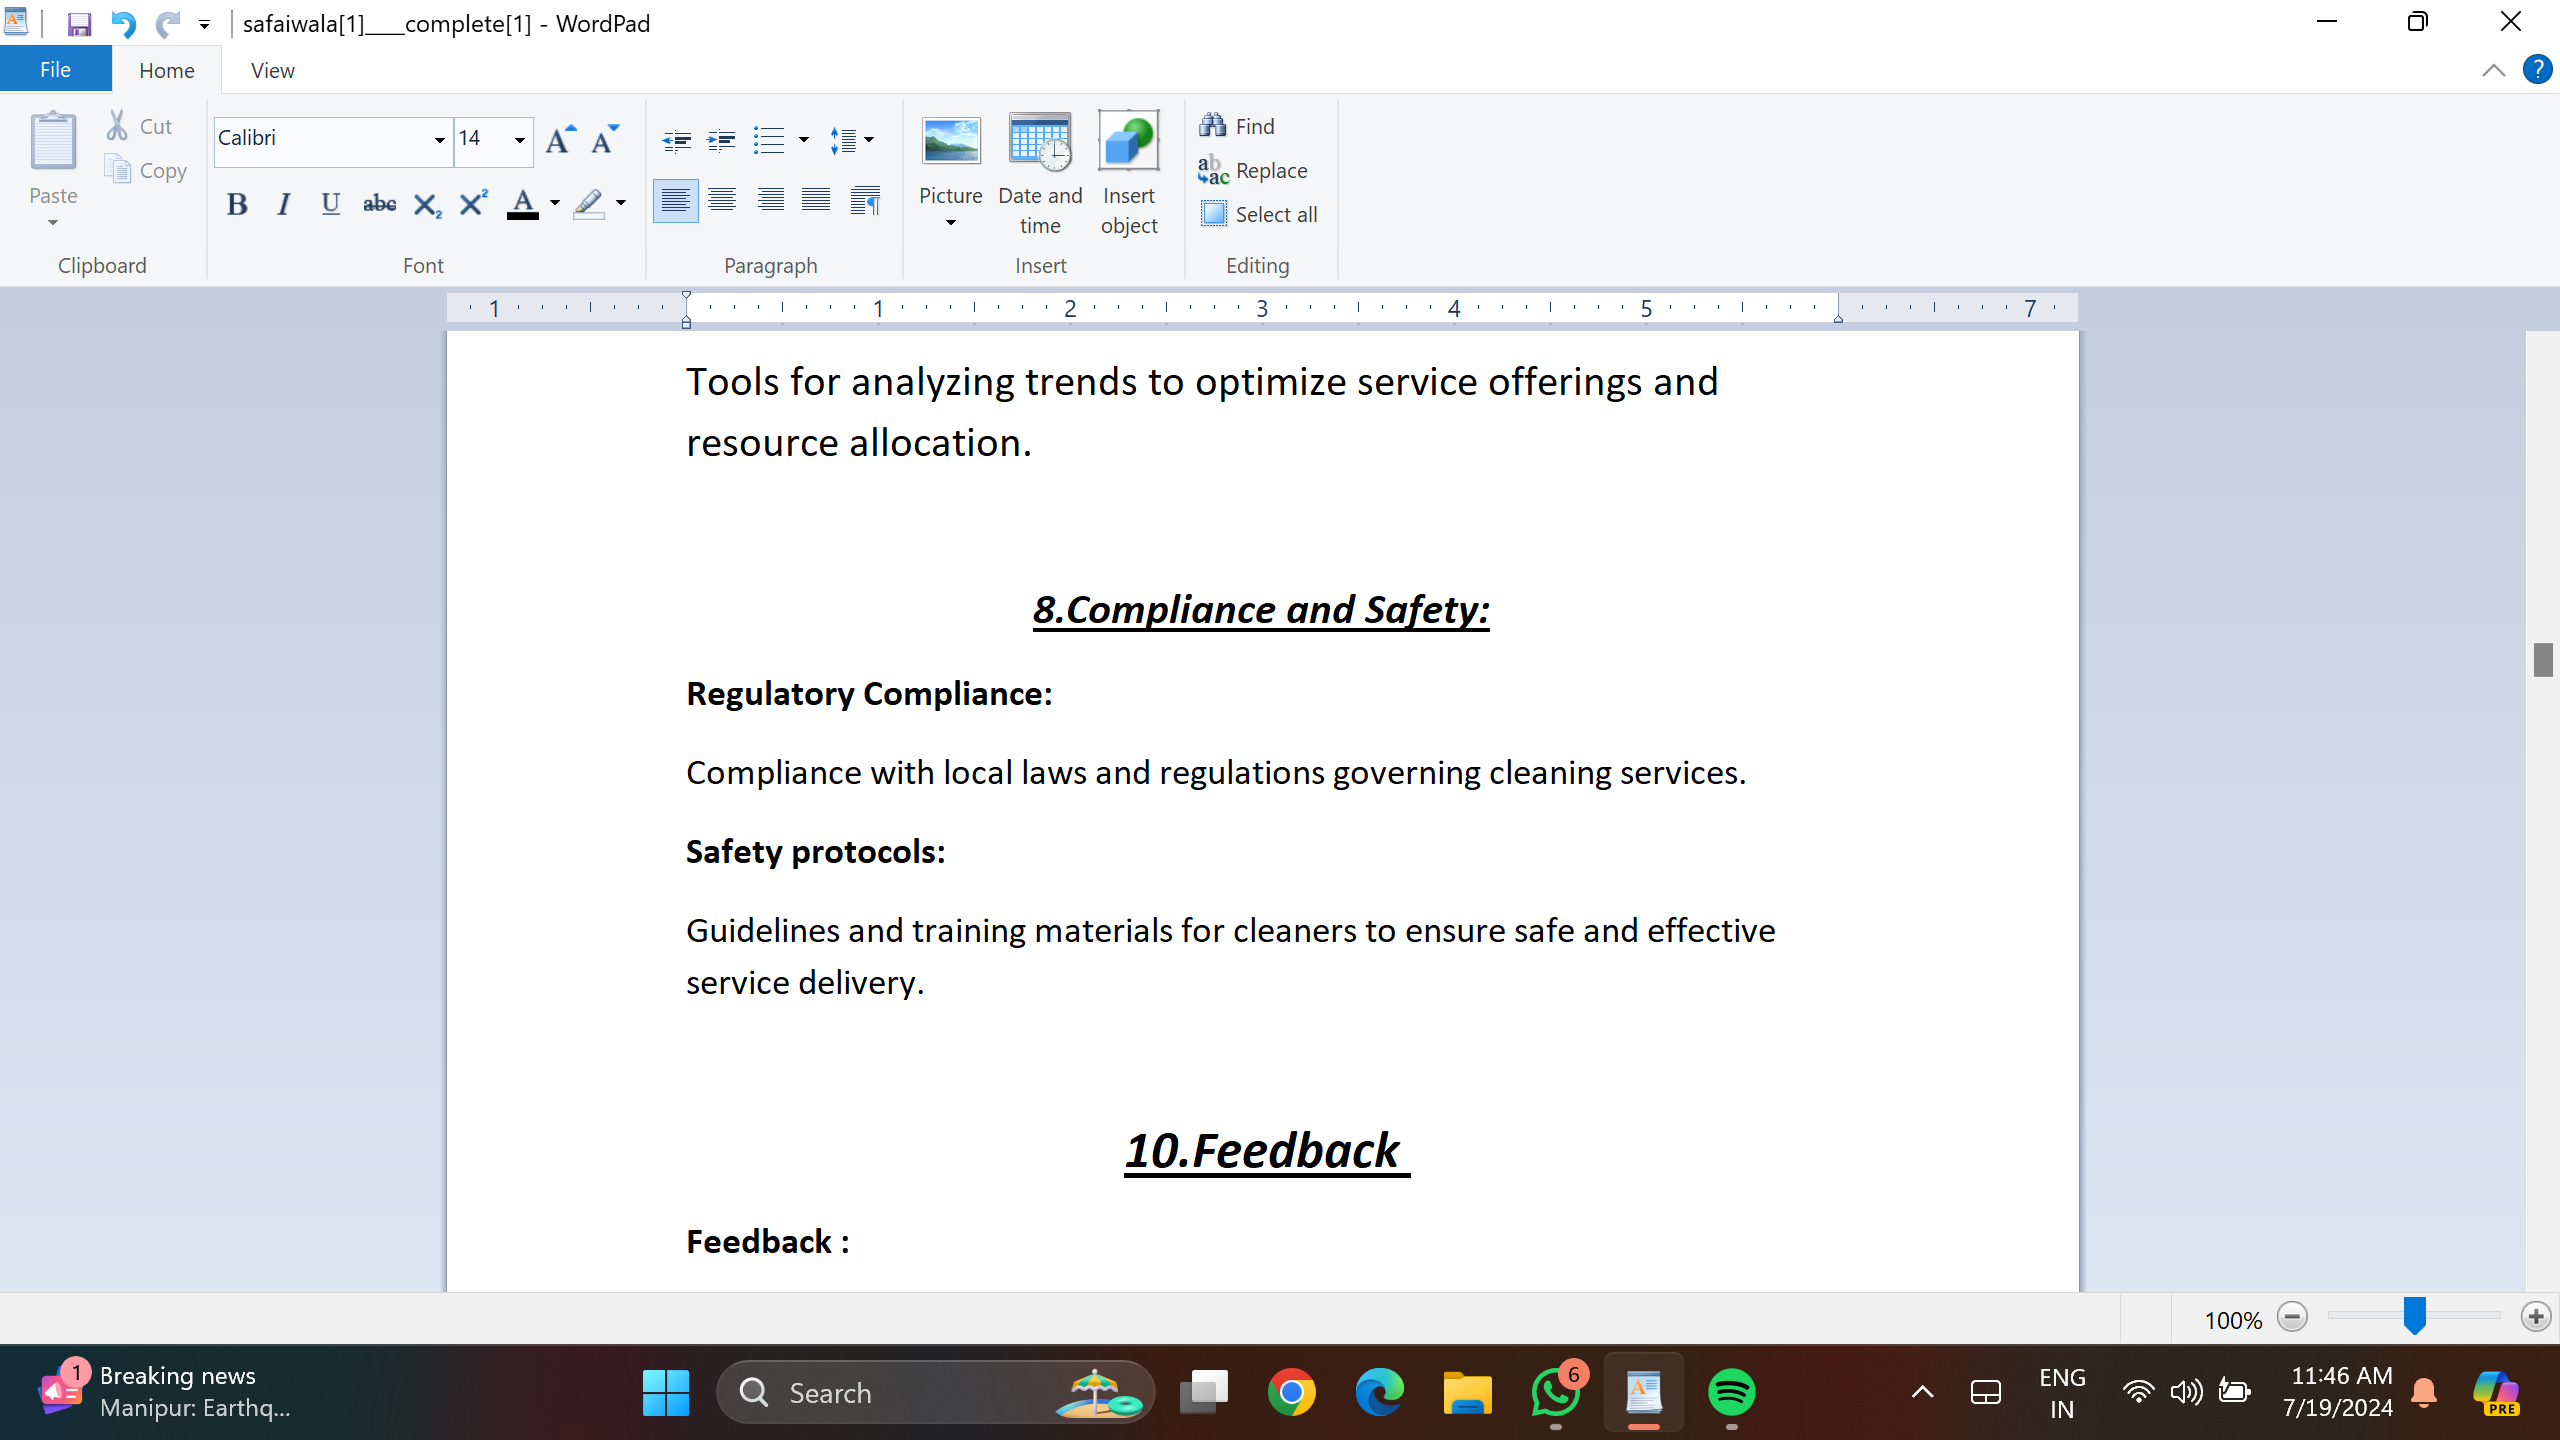 safaiwala[1]___complete[1] - WordPad
File Home View
Paste Cut Copy
Clipboard
Calibri 14
B I U abc X₂ X² A
Font
Paragraph
Picture Date and time Insert object
Insert
Find
Replace
Select all
Editing
1 1 2 3 4 5 7
Tools for analyzing trends to optimize service offerings and
resource allocation.
8.Compliance and Safety:
Regulatory Compliance:
Compliance with local laws and regulations governing cleaning services.
Safety protocols:
Guidelines and training materials for cleaners to ensure safe and effective
service delivery.
10.Feedback
Feedback :
100%
1 Breaking news
Manipur: Earthq...
Search
6
ENG
IN
11:46 AM
7/19/2024
PRE